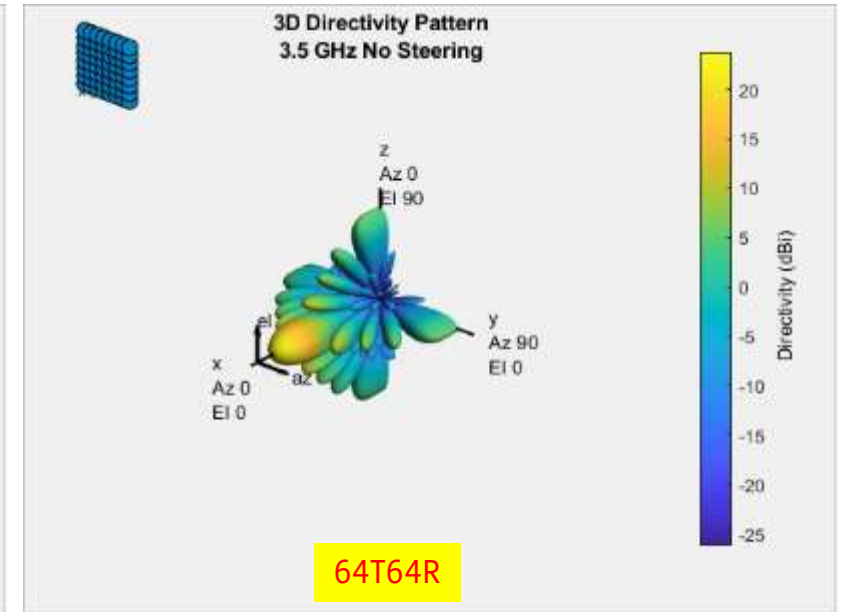 3D Directivity Pattern
3.5 GHz No Steering
z
Az 0
El 90
y
Az 90
El 0
el
az
x
Az 0
El 0
20
15
10
5
0
-5
-10
-15
-20
-25
Directivity (dBi)
64T64R